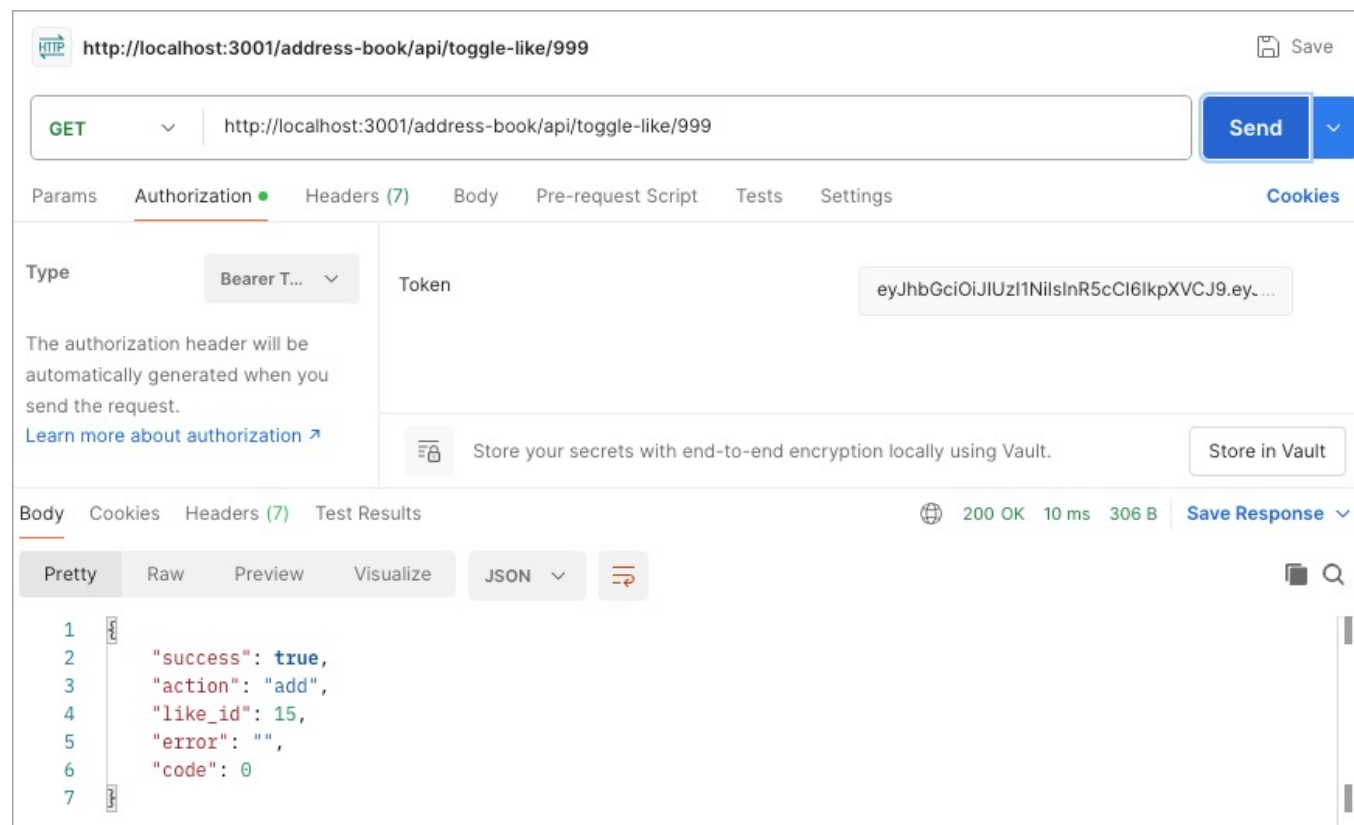 HTTP http://localhost:3001/address-book/api/toggle-like/999 Save
GET http://localhost:3001/address-book/api/toggle-like/999 Send
Params Authorization Headers (7) Body Pre-request Script Tests Settings Cookies
Type Bearer T... Token eyJhbGciOiJIUzI1NiIsInR5cCI6IkpXVCJ9.eyJ...
The authorization header will be
automatically generated when you
send the request.
Learn more about authorization ↗
Store your secrets with end-to-end encryption locally using Vault. Store in Vault
Body Cookies Headers (7) Test Results 200 OK 10 ms 306 B Save Response
Pretty Raw Preview Visualize JSON
1 {
2 "success": true,
3 "action": "add",
4 "like_id": 15,
5 "error": "",
6 "code": 0
7 }